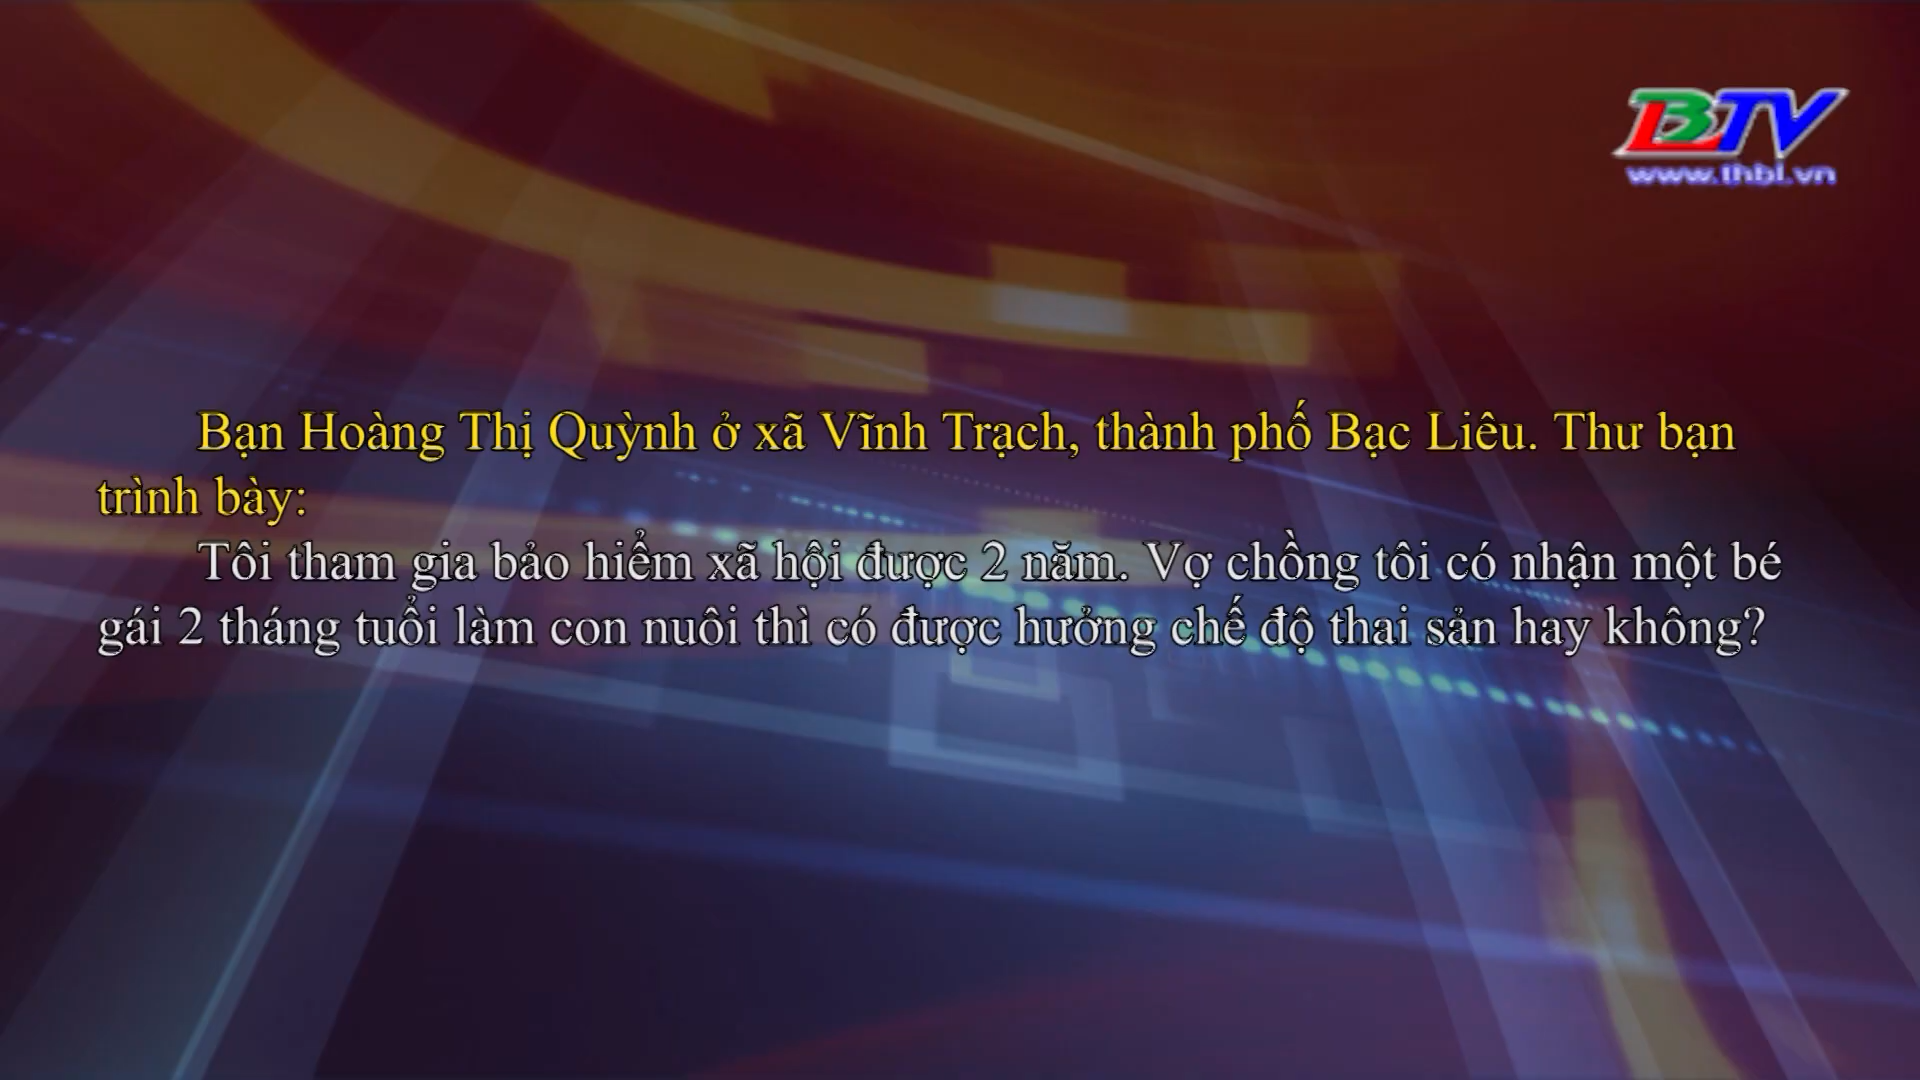 BTV
www.thbl.vn
Bạn Hoàng Thị Quỳnh ở xã Vĩnh Trạch, thành phố Bạc Liêu. Thư bạn
trình bày:
Tôi tham gia bảo hiểm xã hội được 2 năm. Vợ chồng tôi có nhận một bé
gái 2 tháng tuổi làm con nuôi thì có được hưởng chế độ thai sản hay không?